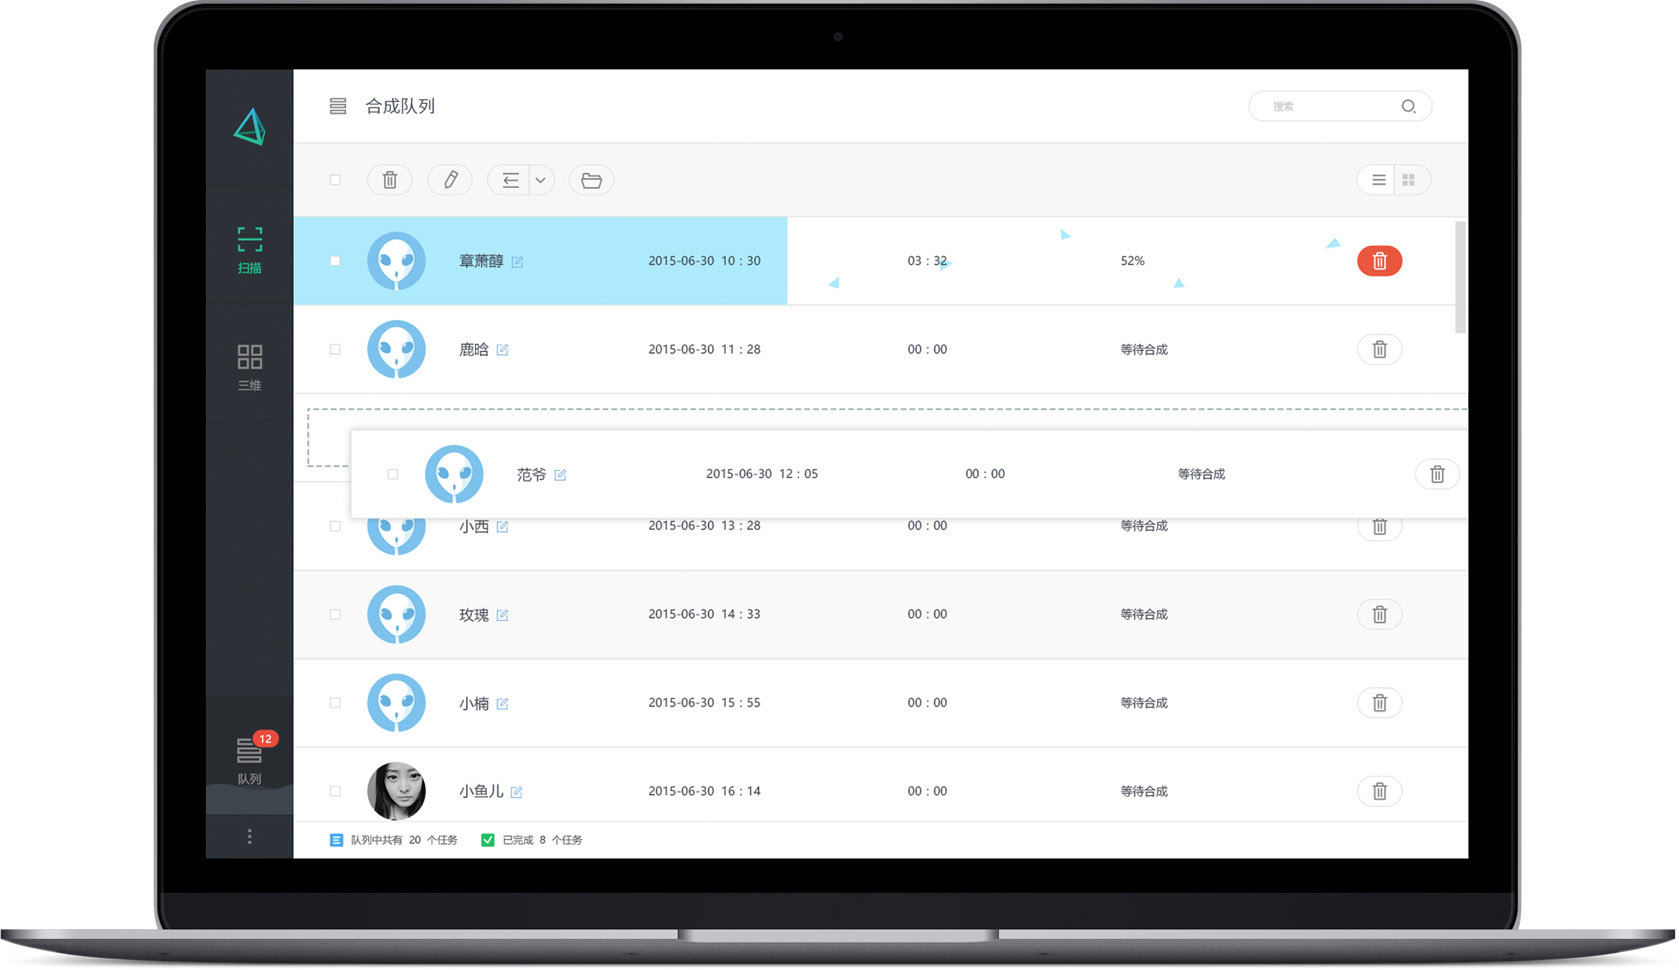 合成队列
搜索
扫描
三维
12
队列
章萧醇 2015-06-30 10 : 30 03 : 32 52%
鹿晗 2015-06-30 11 : 28 00 : 00 等待合成
范爷 2015-06-30 12 : 05 00 : 00 等待合成
小西 2015-06-30 13 : 28 00 : 00 等待合成
玫瑰 2015-06-30 14 : 33 00 : 00 等待合成
小楠 2015-06-30 15 : 55 00 : 00 等待合成
小鱼儿 2015-06-30 16 : 14 00 : 00 等待合成
队列中共有 20 个任务 已完成 8 个任务